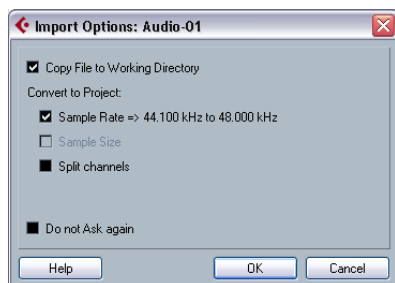 Import Options: Audio-01
Copy File to Working Directory
Convert to Project:
Sample Rate => 44.100 kHz to 48.000 kHz
Sample Size
Split channels
Do not Ask again
Help OK Cancel